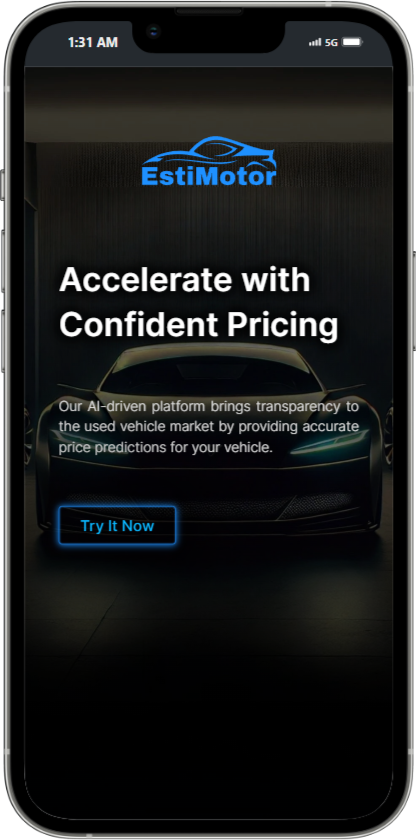 1:31 AM
5G
EstiMotor
Accelerate with
Confident Pricing
Our AI-driven platform brings transparency to
the used vehicle market by providing accurate
price predictions for your vehicle.
Try It Now